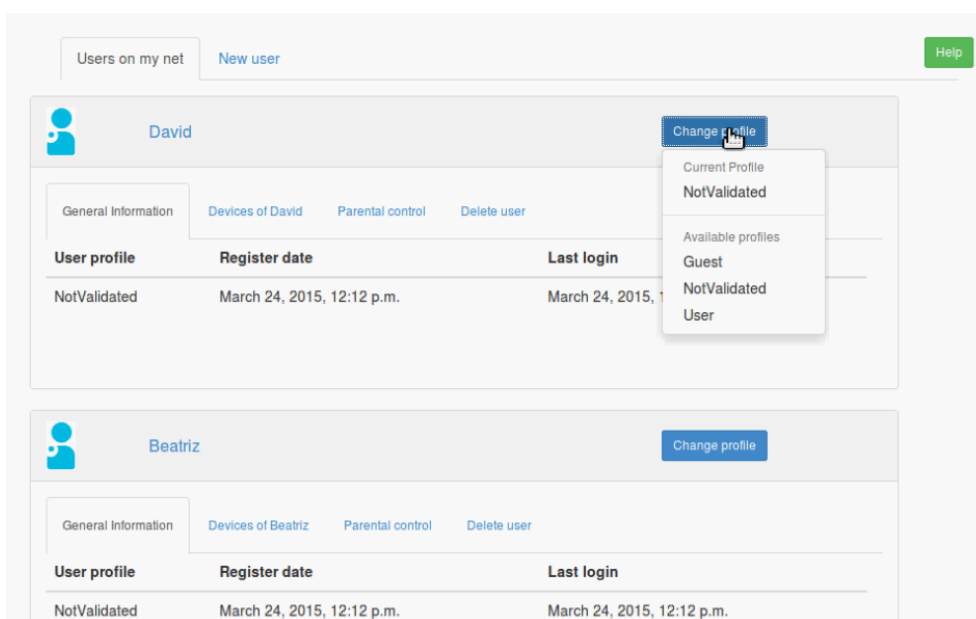 Users on my net New user Help
David Change profile
Current Profile
NotValidated
General Information Devices of David Parental control Delete user
Available profiles
User profile Register date Last login
Guest
NotValidated
NotValidated March 24, 2015, 12:12 p.m. March 24, 2015,
User
Beatriz Change profile
General Information Devices of Beatriz Parental control Delete user
User profile Register date Last login
NotValidated March 24, 2015, 12:12 p.m. March 24, 2015, 12:12 p.m.